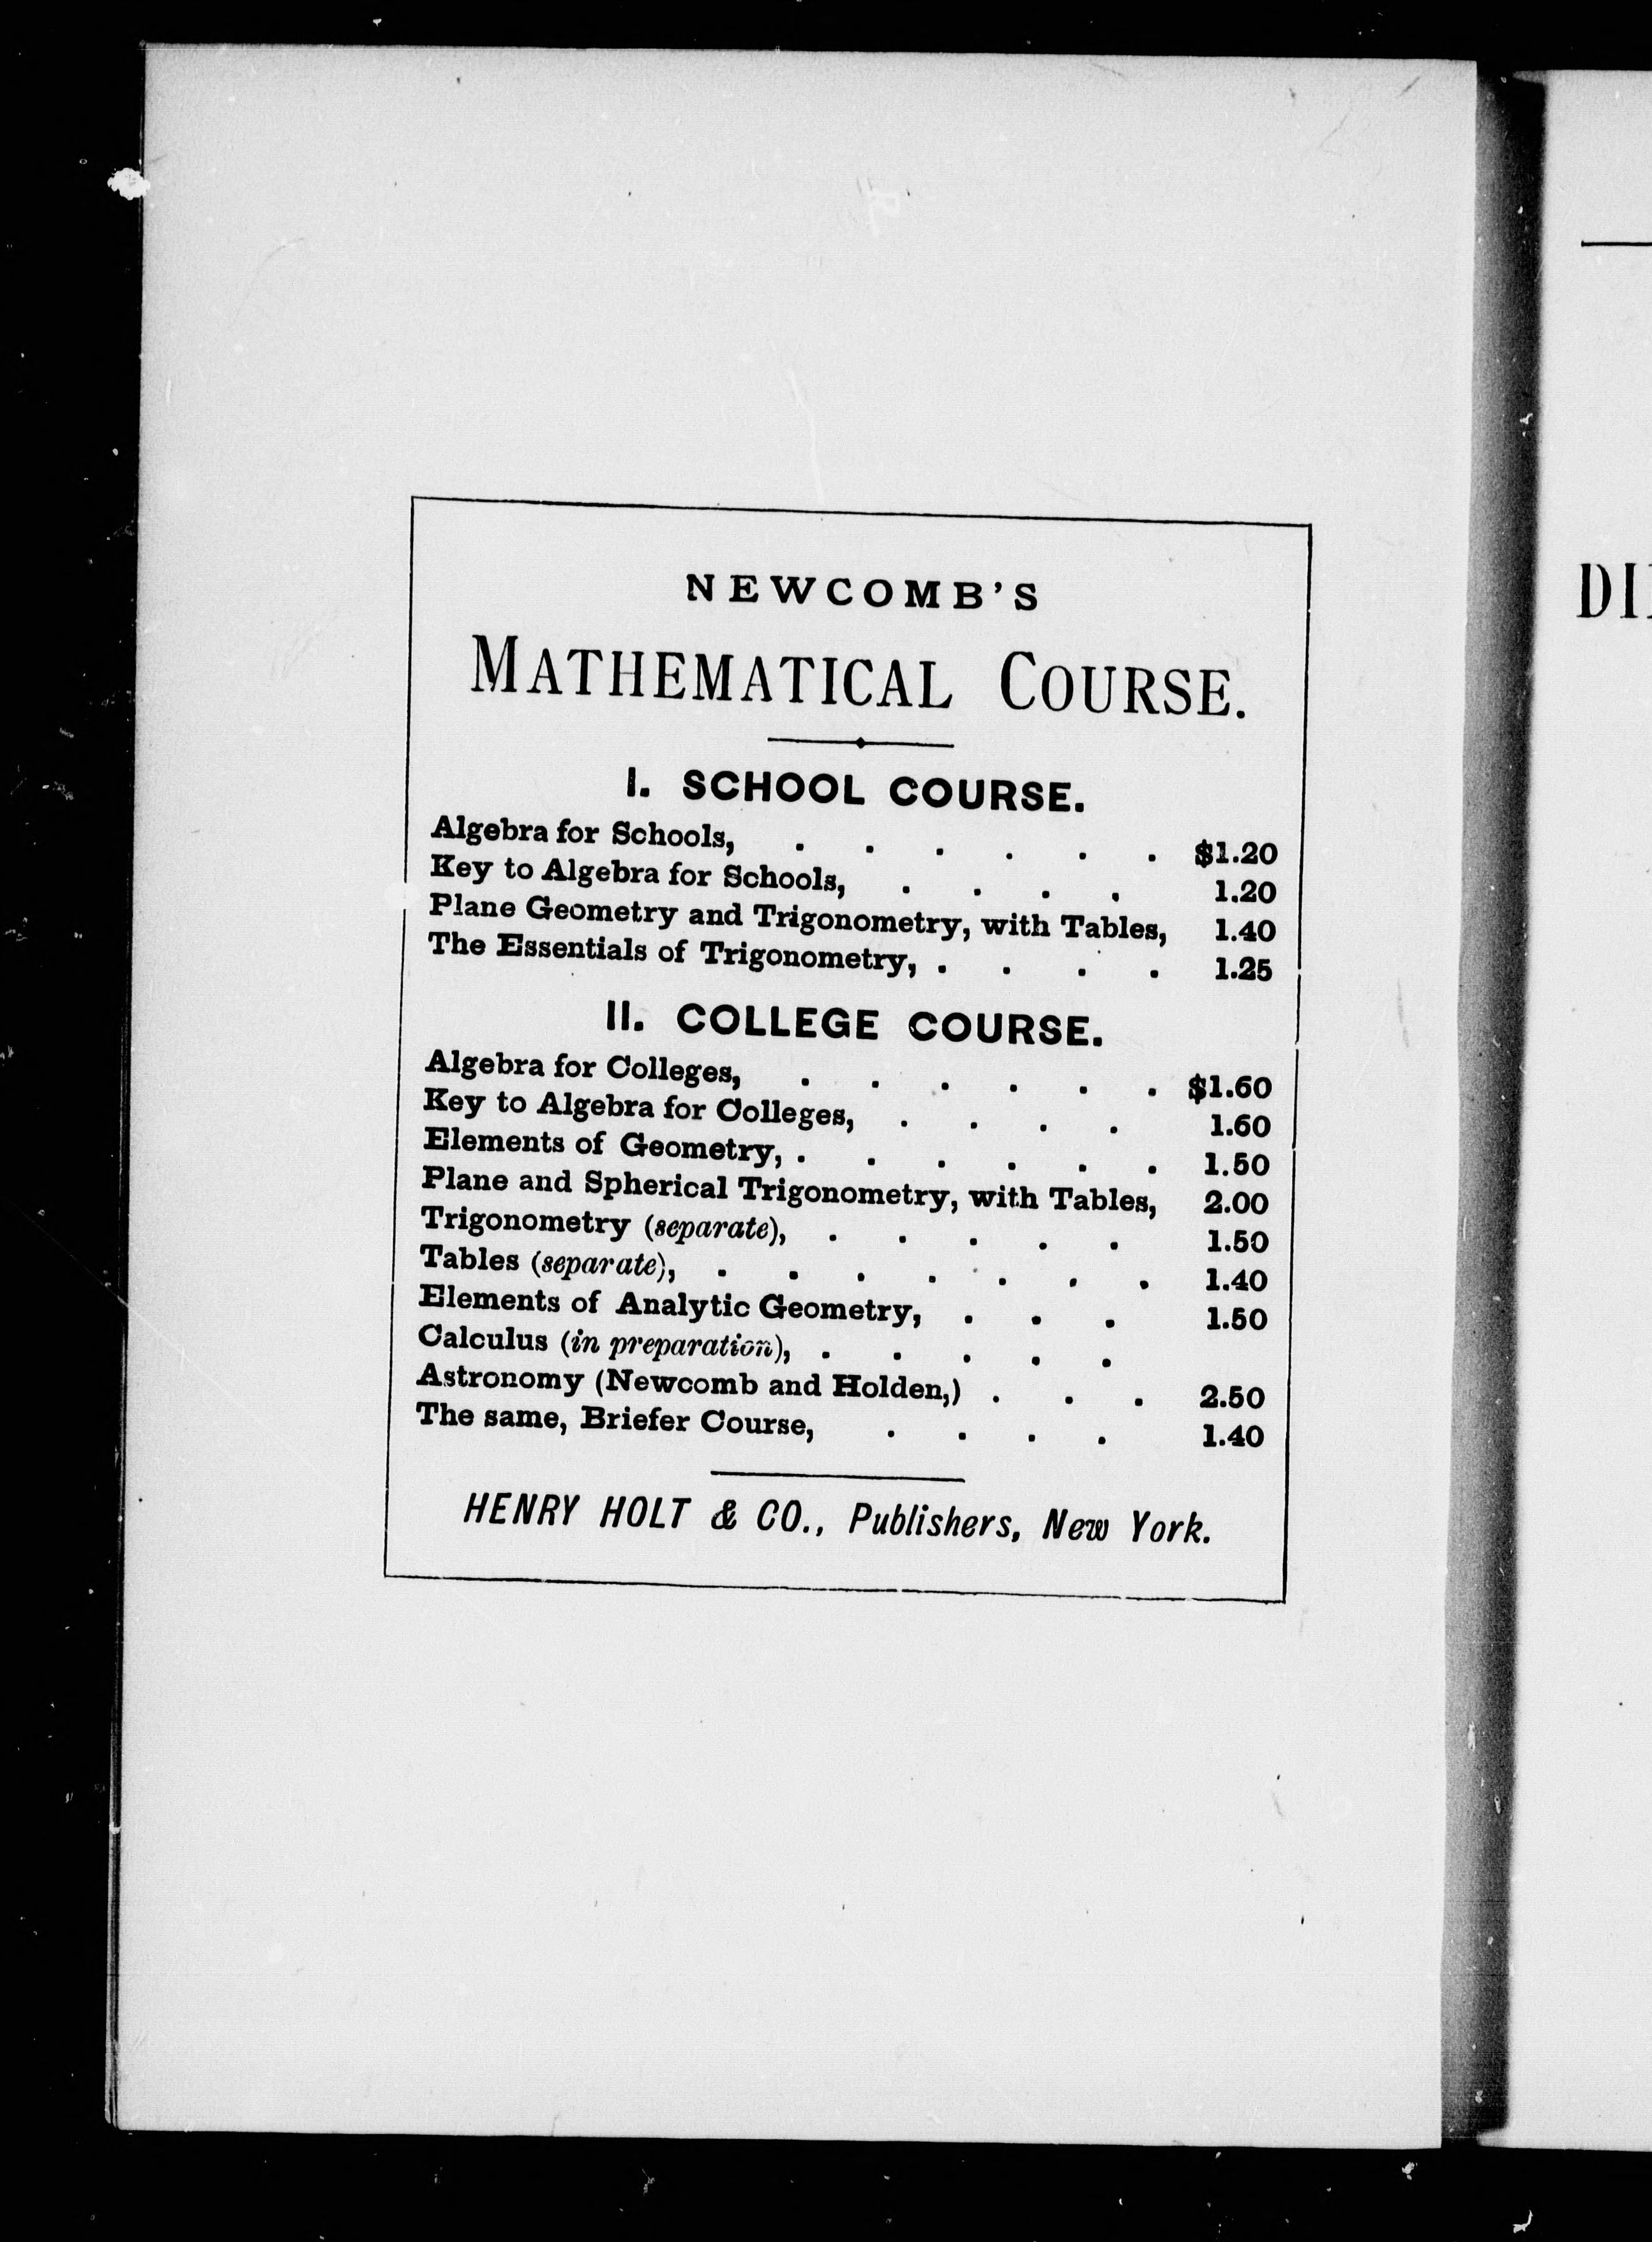 NEWCOMB'S
MATHEMATICAL COURSE.
I. SCHOOL COURSE.
Algebra for Schools, . . . . . . $1.20
Key to Algebra for Schools, . . . . 1.20
Plane Geometry and Trigonometry, with Tables, 1.40
The Essentials of Trigonometry, . . . . 1.25
II. COLLEGE COURSE.
Algebra for Colleges, . . . . . . $1.60
Key to Algebra for Colleges, . . . . 1.60
Elements of Geometry, . . . . . . 1.50
Plane and Spherical Trigonometry, with Tables, 2.00
Trigonometry (separate), . . . . . 1.50
Tables (separate), . . . . . . . 1.40
Elements of Analytic Geometry, . . . 1.50
Calculus (in preparation), . . . . .
Astronomy (Newcomb and Holden,) . . . 2.50
The same, Briefer Course, . . . . 1.40
HENRY HOLT & CO., Publishers, New York.